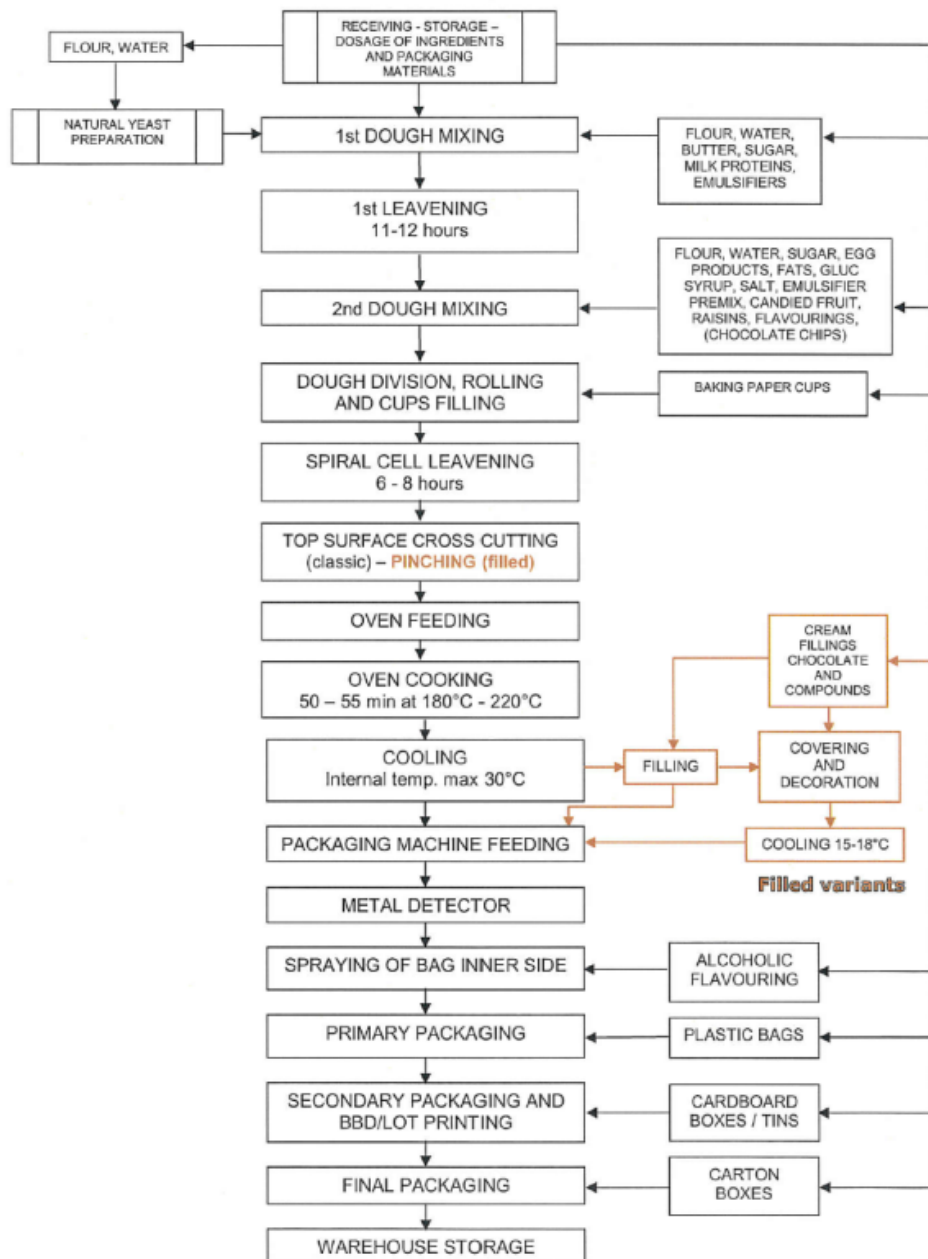 RECEIVING - STORAGE –
DOSAGE OF INGREDIENTS
AND PACKAGING
MATERIALS
FLOUR, WATER
NATURAL YEAST
PREPARATION
1st DOUGH MIXING
FLOUR, WATER,
BUTTER, SUGAR,
MILK PROTEINS,
EMULSIFIERS
1st LEAVENING
11-12 hours
FLOUR, WATER, SUGAR, EGG
PRODUCTS, FATS, GLUC
SYRUP, SALT, EMULSIFIER
PREMIX, CANDIED FRUIT,
RAISINS, FLAVOURINGS,
(CHOCOLATE CHIPS)
2nd DOUGH MIXING
DOUGH DIVISION, ROLLING
AND CUPS FILLING
BAKING PAPER CUPS
SPIRAL CELL LEAVENING
6 - 8 hours
TOP SURFACE CROSS CUTTING
(classic) – PINCHING (filled)
OVEN FEEDING
OVEN COOKING
50 – 55 min at 180°C - 220°C
CREAM
FILLINGS
CHOCOLATE
AND
COMPOUNDS
COOLING
Internal temp. max 30°C
FILLING
COVERING
AND
DECORATION
PACKAGING MACHINE FEEDING
COOLING 15-18°C
Filled variants
METAL DETECTOR
SPRAYING OF BAG INNER SIDE
ALCOHOLIC
FLAVOURING
PRIMARY PACKAGING
PLASTIC BAGS
SECONDARY PACKAGING AND
BBD/LOT PRINTING
CARDBOARD
BOXES / TINS
FINAL PACKAGING
CARTON
BOXES
WAREHOUSE STORAGE